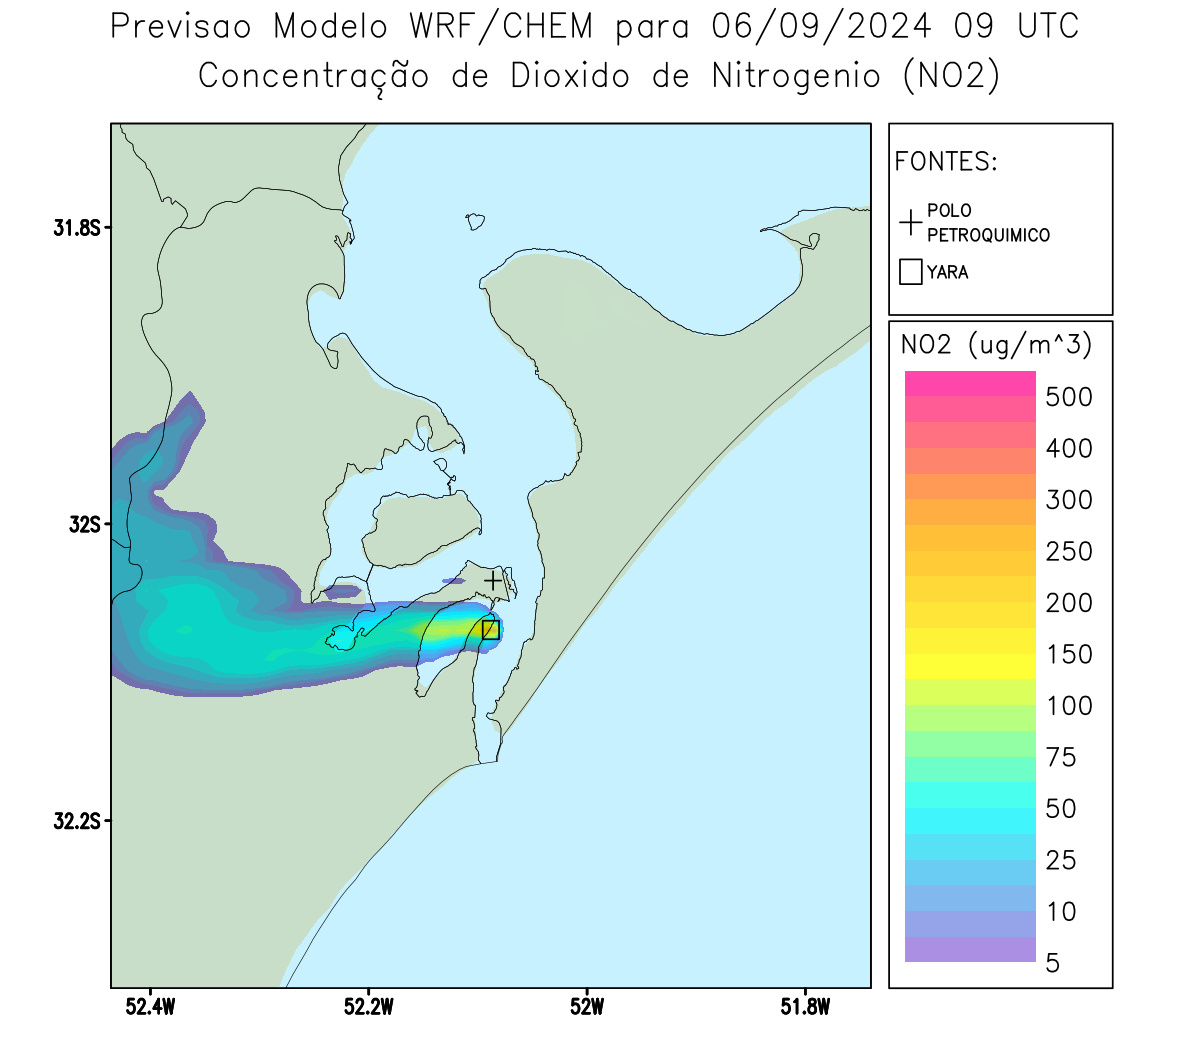 Previsao Modelo WRF/CHEM para 06/09/2024 09 UTC
Concentração de Dioxido de Nitrogenio (NO2)
FONTES:
POLO
PETROQUIMICO
YARA
NO2 (ug/m^3)
500
400
300
250
200
150
100
75
50
25
10
5
31.8S
32S
32.2S
52.4W
52.2W
52W
51.8W